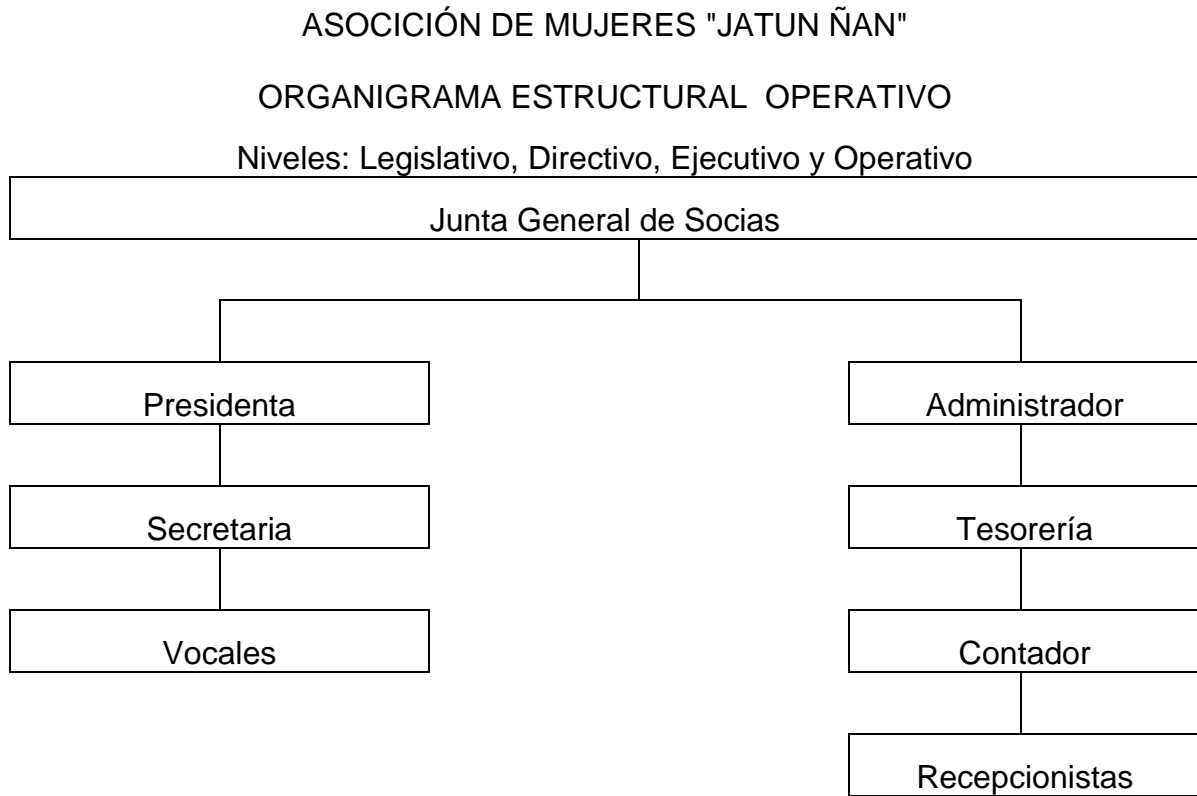 ASOCICIÓN DE MUJERES "JATUN ÑAN"
ORGANIGRAMA ESTRUCTURAL OPERATIVO
Niveles: Legislativo, Directivo, Ejecutivo y Operativo
Junta General de Socias
Presidenta
Administrador
Secretaria
Tesorería
Vocales
Contador
Recepcionistas